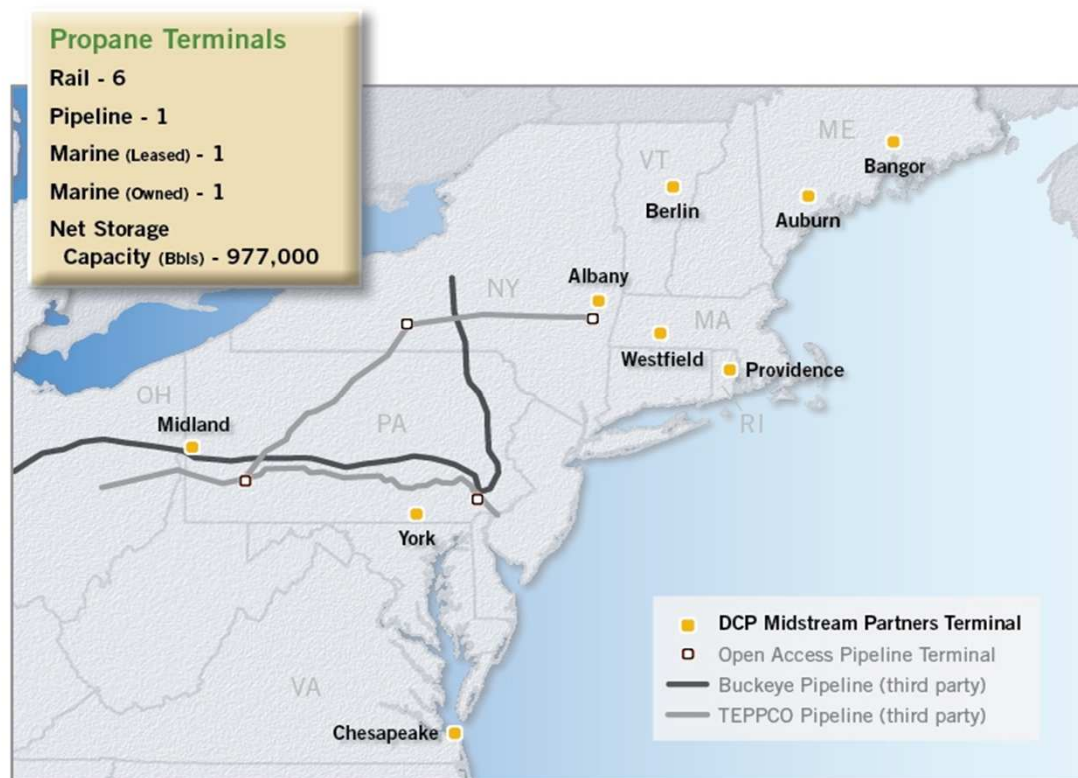 Propane Terminals
Rail - 6
Pipeline - 1
Marine (Leased) - 1
Marine (Owned) - 1
Net Storage
Capacity (Bbls) - 977,000
ME
Bangor
VT
Berlin
Auburn
Albany
NY
MA
Westfield
Providence
OH
Midland
PA
RI
York
DCP Midstream Partners Terminal
Open Access Pipeline Terminal
Buckeye Pipeline (third party)
TEPPCO Pipeline (third party)
VA
Chesapeake